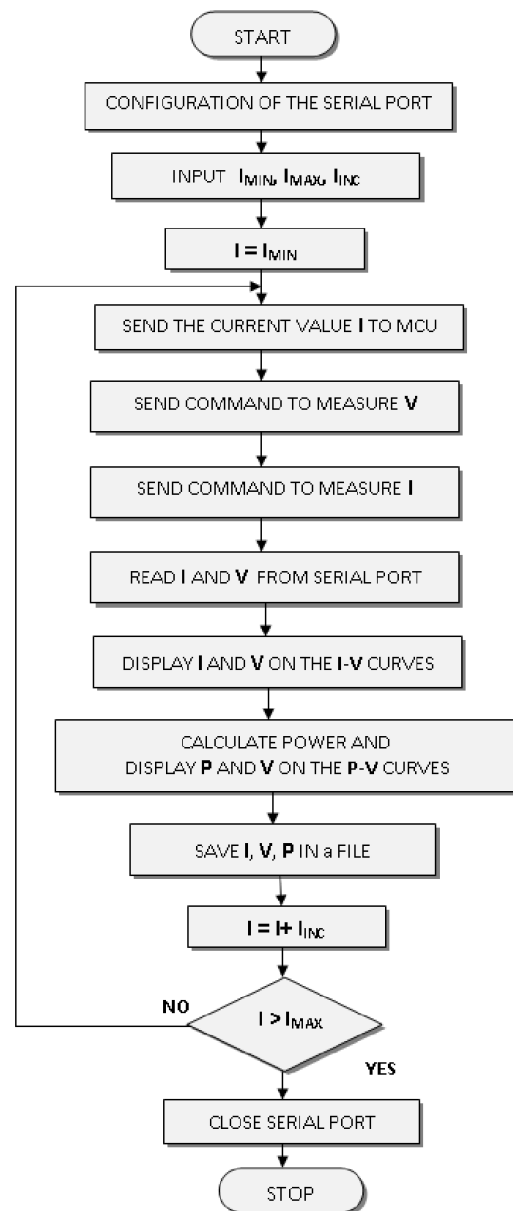 START
CONFIGURATION OF THE SERIAL PORT
INPUT IMIN, IMAX, IINC
I = IMIN
SEND THE CURRENT VALUE I TO MCU
SEND COMMAND TO MEASURE V
SEND COMMAND TO MEASURE I
READ I AND V FROM SERIAL PORT
DISPLAY I AND V ON THE I-V CURVES
CALCULATE POWER AND
DISPLAY P AND V ON THE P-V CURVES
SAVE I, V, P IN a FILE
I = I+ IINC
NO
I > IMAX
YES
CLOSE SERIAL PORT
STOP